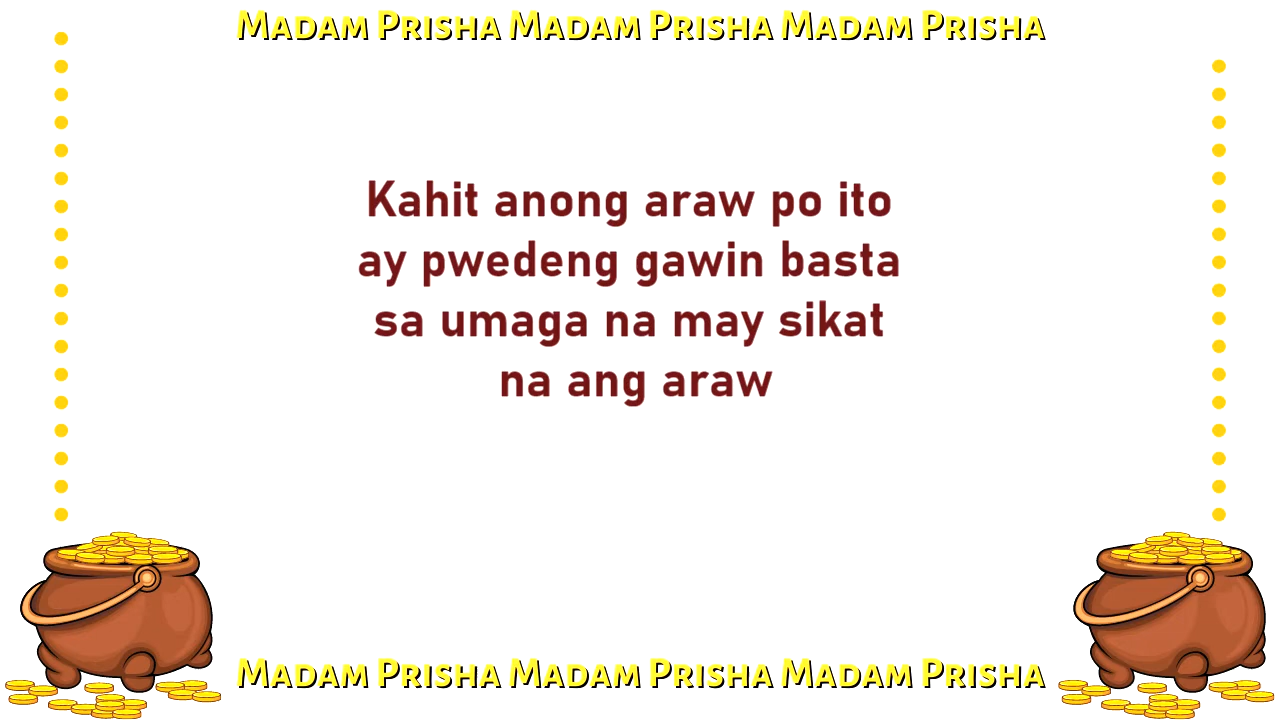 Madam Prisha Madam Prisha Madam Prisha
Kahit anong araw po ito
ay pwedeng gawin basta
sa umaga na may sikat
na ang araw
Madam Prisha Madam Prisha Madam Prisha